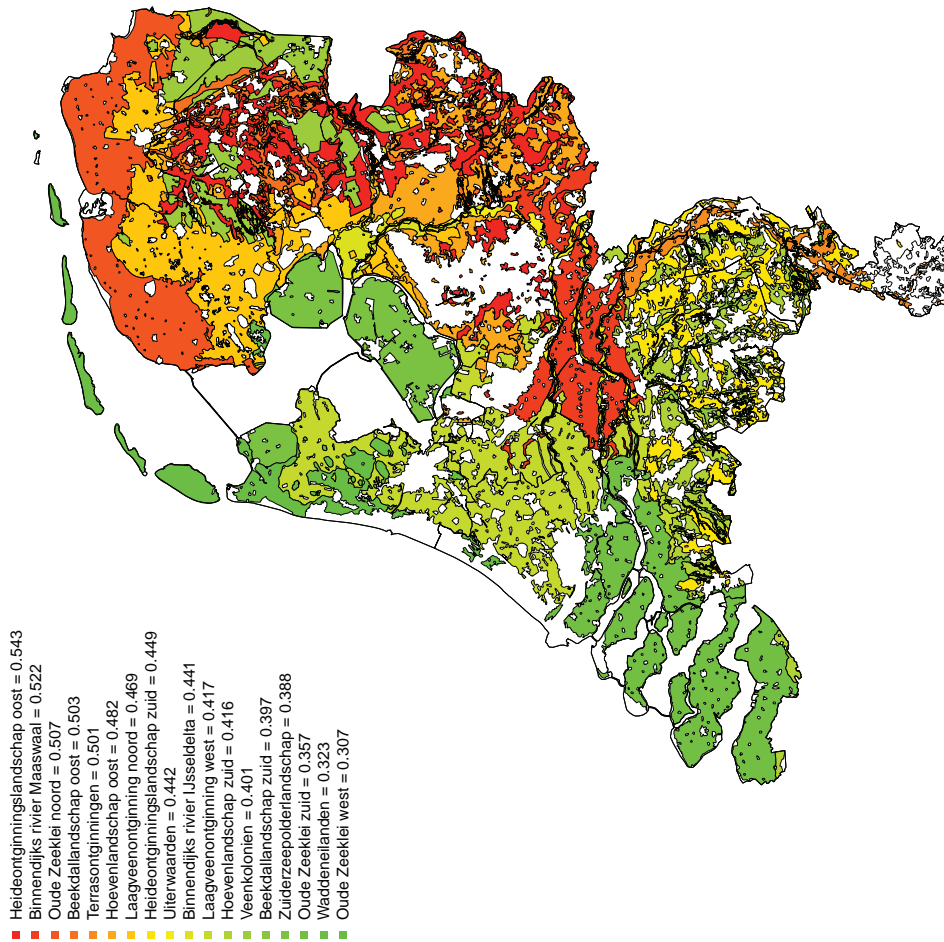 Heideontginningslandschap oost = 0.543
Binnendijks rivier Maaswaal = 0.522
Oude Zeeklei noord = 0.507
Beekdallandschap oost = 0.503
Terrasontginningen = 0.501
Hoevenlandschap oost = 0.482
Laagveenontginning noord = 0.469
Heideontginningslandschap zuid = 0.449
Uiterwaarden = 0.442
Binnendijks rivier IJsseldelta = 0.441
Laagveenontginning west = 0.417
Hoevenlandschap zuid = 0.416
Veenkolonien = 0.401
Beekdallandschap zuid = 0.397
Zuiderzeepolderlandschap = 0.388
Oude Zeeklei zuid = 0.357
Waddeneilanden = 0.323
Oude Zeeklei west = 0.307